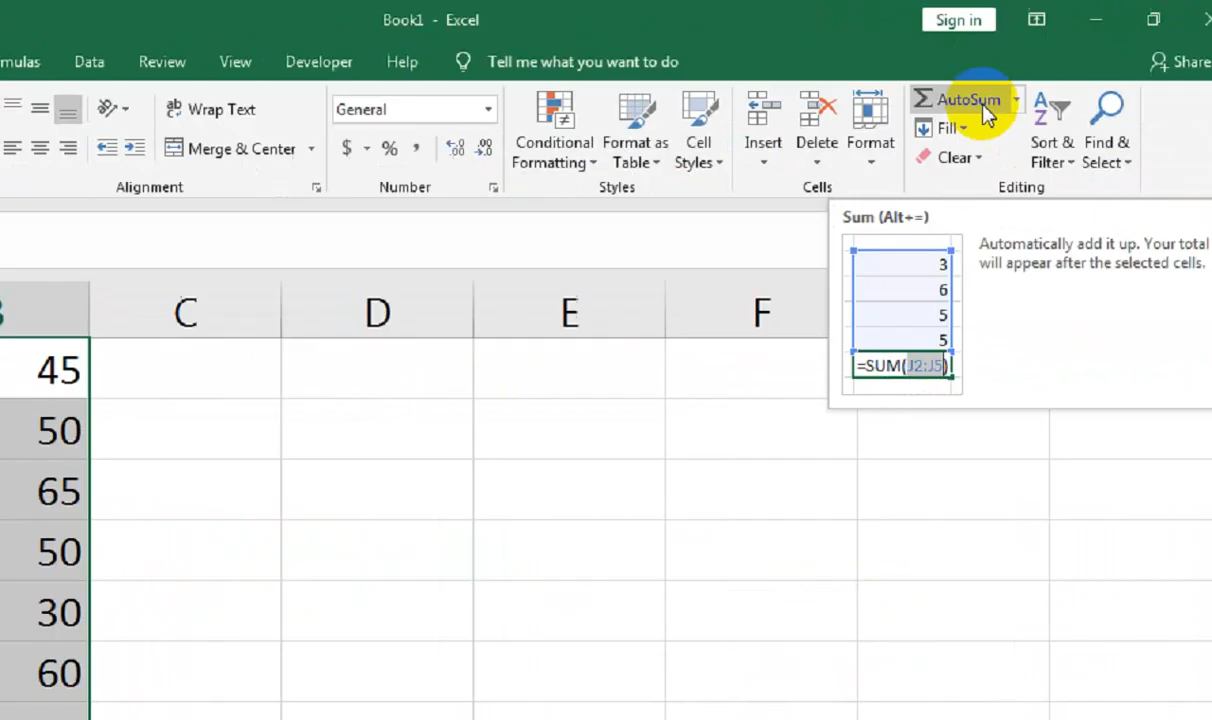 Book1 - Excel
Sign in
mulas Data Review View Developer Help Tell me what you want to do Share
Wrap Text
Merge & Center
Alignment
General
$ % ,
Number
Conditional Formatting
Format as Table
Cell Styles
Styles
Insert
Delete
Format
Cells
AutoSum
Fill
Clear
Sort & Filter
Find & Select
Editing
Sum (Alt+=)
3
6
5
5
=SUM(J2:J5)
Automatically add it up. Your total
will appear after the selected cells.
C D E F
45
50
65
50
30
60